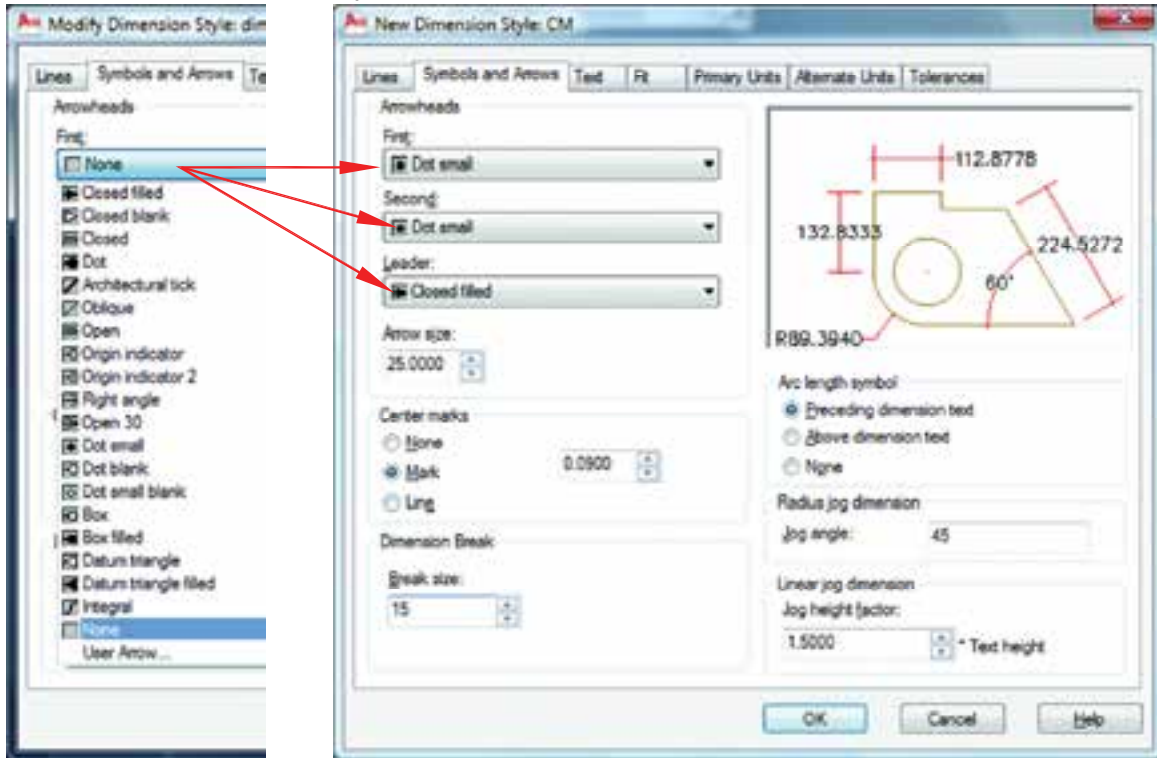 Modify Dimension Style: dim
Lines Symbols and Arrows Te
Arrowheads
First:
None
Closed filled
Closed blank
Closed
Dot
Architectural tick
Oblique
Open
Origin indicator
Origin indicator 2
Right angle
Open 30
Dot small
Dot blank
Dot small blank
Box
Box filled
Datum triangle
Datum triangle filled
Integral
None
User Arrow...
New Dimension Style: CM
Lines Symbols and Arrows Text Fit Primary Units Alternate Units Tolerances
Arrowheads
First:
Dot small
Second:
Dot small
Leader:
Closed filled
Arrow size:
25.0000
Center marks
None
Mark 0.0900
Line
Dimension Break
Break size:
15
112.8778
132.8333
224.5272
60°
R89.3940
Arc length symbol
Preceding dimension text
Above dimension text
None
Radius jog dimension
Jog angle: 45
Linear jog dimension
Jog height factor:
1.5000 * Text height
OK Cancel Help